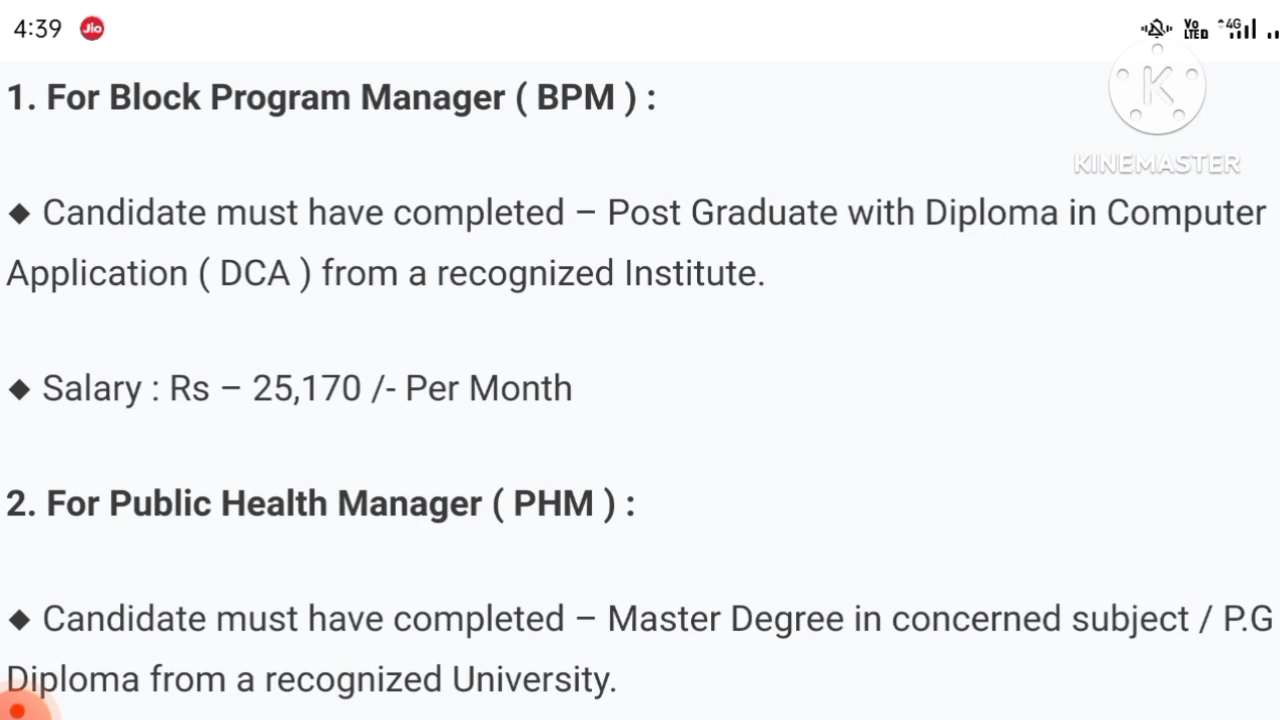 4:39 Jio Vo LTED 4G
1. For Block Program Manager ( BPM ) :
K
KINEMASTER
◆ Candidate must have completed – Post Graduate with Diploma in Computer
Application ( DCA ) from a recognized Institute.
◆ Salary : Rs – 25,170 /- Per Month
2. For Public Health Manager ( PHM ) :
◆ Candidate must have completed – Master Degree in concerned subject / P.G
Diploma from a recognized University.